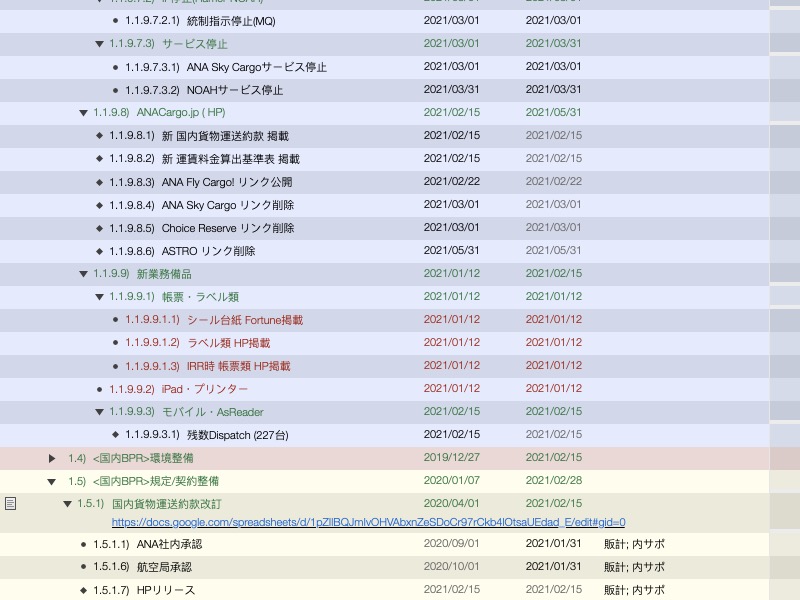 1.1.9.7.2.1) 統制指示停止(MQ) 2021/03/01 2021/03/01
1.1.9.7.3) サービス停止 2021/03/01 2021/03/31
1.1.9.7.3.1) ANA Sky Cargoサービス停止 2021/03/01 2021/03/01
1.1.9.7.3.2) NOAHサービス停止 2021/03/31 2021/03/31
1.1.9.8) ANACargo.jp ( HP) 2021/02/15 2021/05/31
1.1.9.8.1) 新 国内貨物運送約款 掲載 2021/02/15 2021/02/15
1.1.9.8.2) 新 運賃料金算出基準表 掲載 2021/02/15 2021/02/15
1.1.9.8.3) ANA Fly Cargo! リンク公開 2021/02/22 2021/02/22
1.1.9.8.4) ANA Sky Cargo リンク削除 2021/03/01 2021/03/01
1.1.9.8.5) Choice Reserve リンク削除 2021/03/01 2021/03/01
1.1.9.8.6) ASTRO リンク削除 2021/05/31 2021/05/31
1.1.9.9) 新業務備品 2021/01/12 2021/02/15
1.1.9.9.1) 帳票・ラベル類 2021/01/12 2021/01/12
1.1.9.9.1.1) シール台紙 Fortune掲載 2021/01/12 2021/01/12
1.1.9.9.1.2) ラベル類 HP掲載 2021/01/12 2021/01/12
1.1.9.9.1.3) IRR時 帳票類 HP掲載 2021/01/12 2021/01/12
1.1.9.9.2) iPad・プリンター 2021/01/12 2021/01/12
1.1.9.9.3) モバイル・AsReader 2021/02/15 2021/02/15
1.1.9.9.3.1) 残数Dispatch (227台) 2021/02/15 2021/02/15
1.4) <国内BPR>環境整備 2019/12/27 2021/02/15
1.5) <国内BPR>規定/契約整備 2020/01/07 2021/02/28
1.5.1) 国内貨物運送約款改訂 2020/04/01 2021/02/15
https://docs.google.com/spreadsheets/d/1pZIlBQJmIvOHVAbxnZeSDoCr97rCkb4lOtsaUEdad_E/edit#gid=0
1.5.1.1) ANA社内承認 2020/09/01 2021/01/31 販計; 内サポ
1.5.1.6) 航空局承認 2020/10/01 2021/01/31 販計; 内サポ
1.5.1.7) HPリリース 2021/02/15 2021/02/15 販計; 内サポ